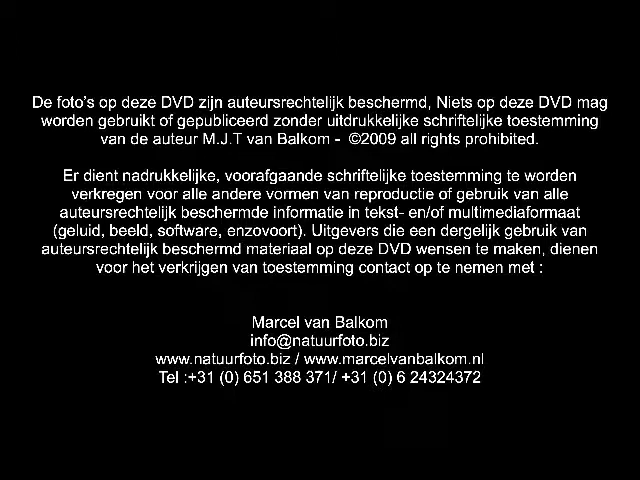 De foto's op deze DVD zijn auteursrechtelijk beschermd, Niets op deze DVD mag
worden gebruikt of gepubliceerd zonder uitdrukkelijke schriftelijke toestemming
van de auteur M.J.T van Balkom - ©2009 all rights prohibited.
Er dient nadrukkelijke, voorafgaande schriftelijke toestemming te worden
verkregen voor alle andere vormen van reproductie of gebruik van alle
auteursrechtelijk beschermde informatie in tekst- en/of multimediaformaat
(geluid, beeld, software, enzovoort). Uitgevers die een dergelijk gebruik van
auteursrechtelijk beschermd materiaal op deze DVD wensen te maken, dienen
voor het verkrijgen van toestemming contact op te nemen met :
Marcel van Balkom
info@natuurfoto.biz
www.natuurfoto.biz / www.marcelvanbalkom.nl
Tel :+31 (0) 651 388 371/ +31 (0) 6 24324372